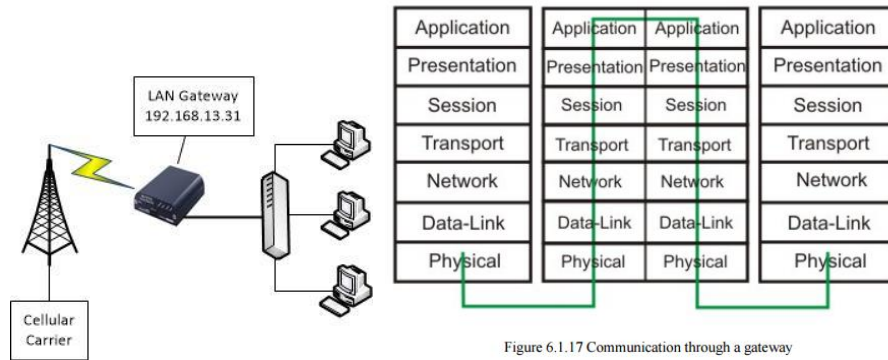 LAN Gateway
192.168.13.31
Cellular
Carrier
Application
Presentation
Session
Transport
Network
Data-Link
Physical
Application Application
Presentation Presentation
Session Session
Transport Transport
Network Network
Data-Link Data-Link
Physical Physical
Application
Presentation
Session
Transport
Network
Data-Link
Physical
Figure 6.1.17 Communication through a gateway